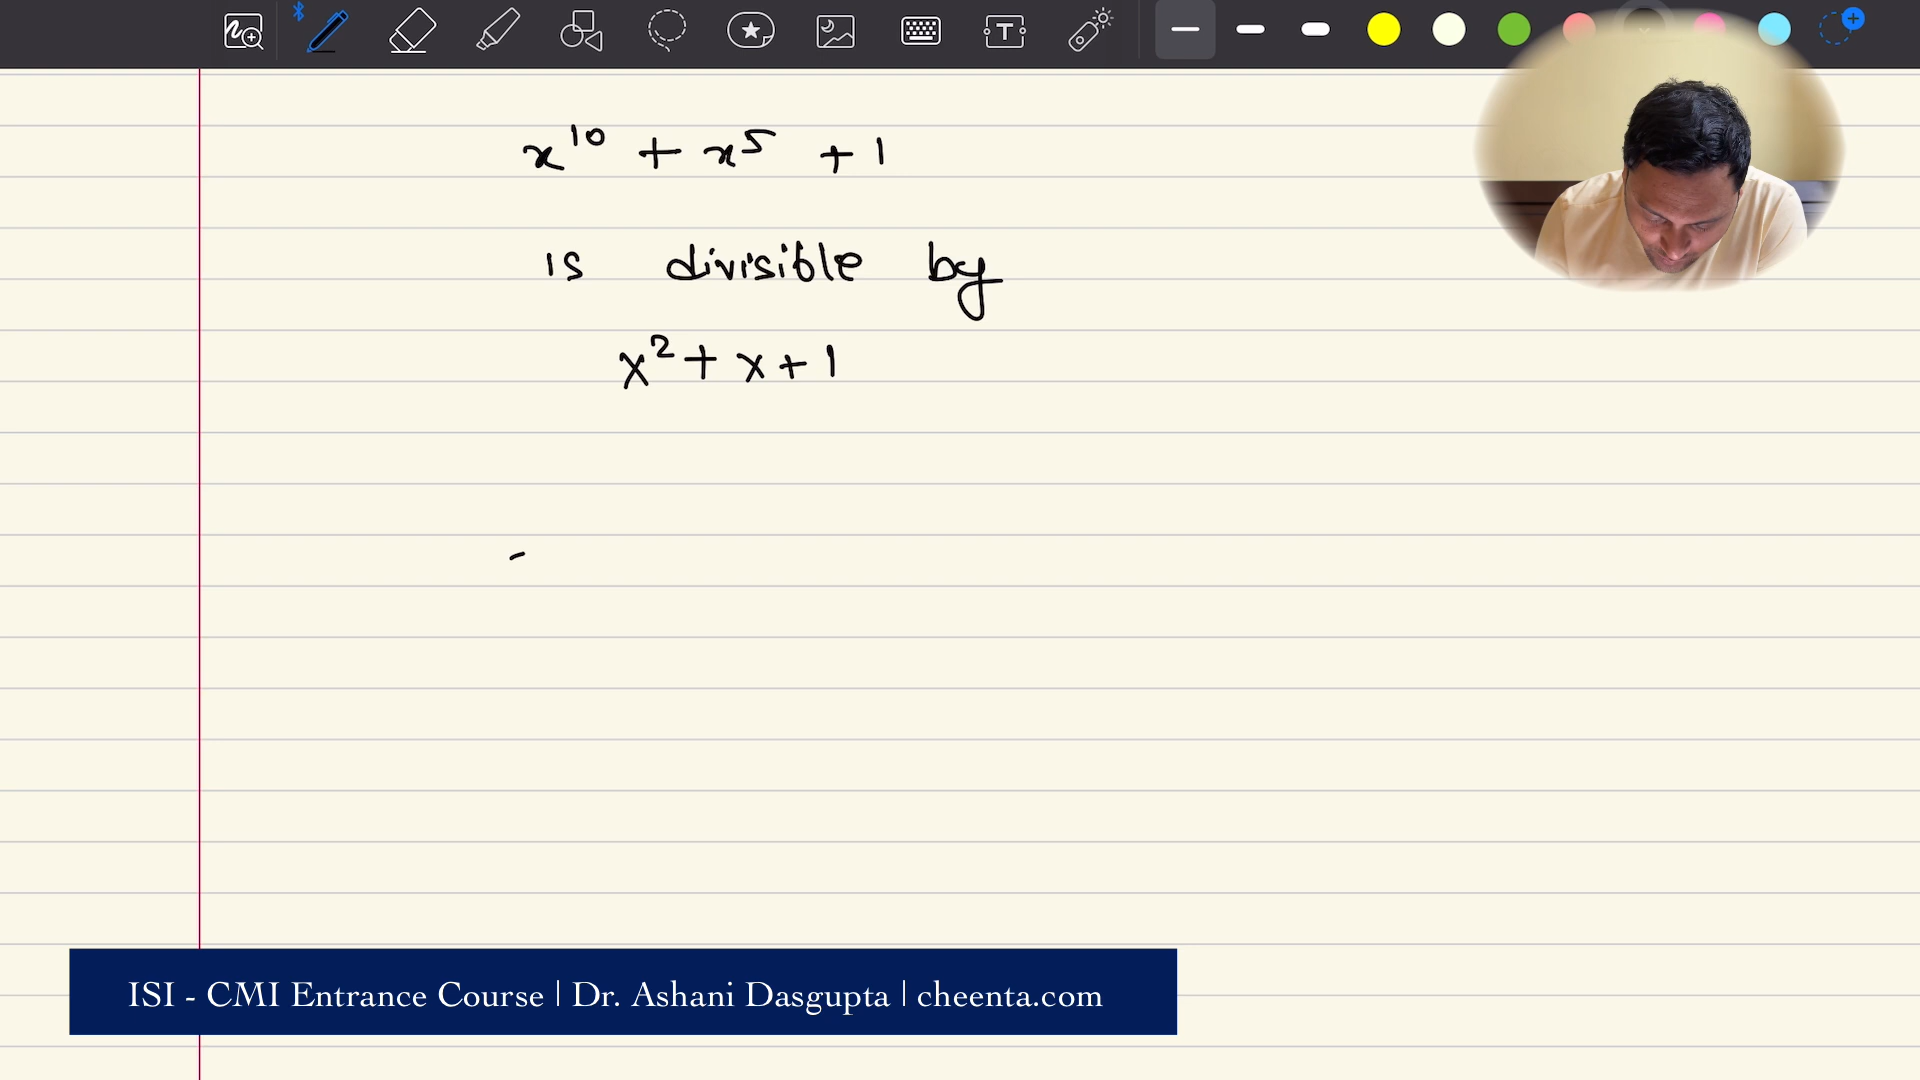 x¹⁰ + x⁵ + 1
is divisible by
x² + x + 1
ISI - CMI Entrance Course | Dr. Ashani Dasgupta | cheenta.com